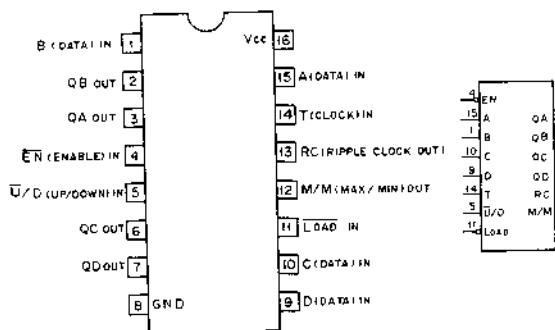 B (DATA) IN 1
QB OUT 2
QA OUT 3
EN (ENABLE) IN 4
U/D (UP/DOWN) IN 5
QC OUT 6
QD OUT 7
8 GND
Vcc 16
15 A(DATA) IN
14 T(CLOCK) IN
13 RC (RIPPLE CLOCK OUT)
12 M/M (MAX/MIN) OUT
11 LOAD IN
10 C(DATA) IN
9 D(DATA) IN
4 EN
15 A QA
1 B QB
10 C QC
9 D QD
14 T RC
5 U/D M/M
11 LOAD